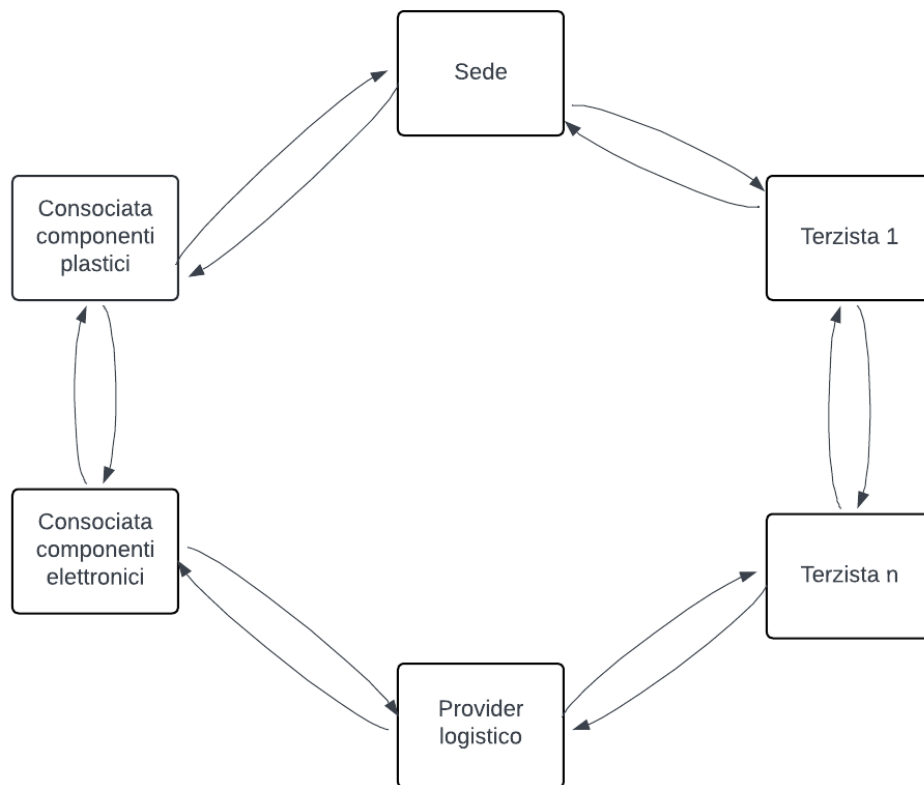 Sede
Consociata
componenti
plastici
Terzista 1
Consociata
componenti
elettronici
Terzista n
Provider
logistico